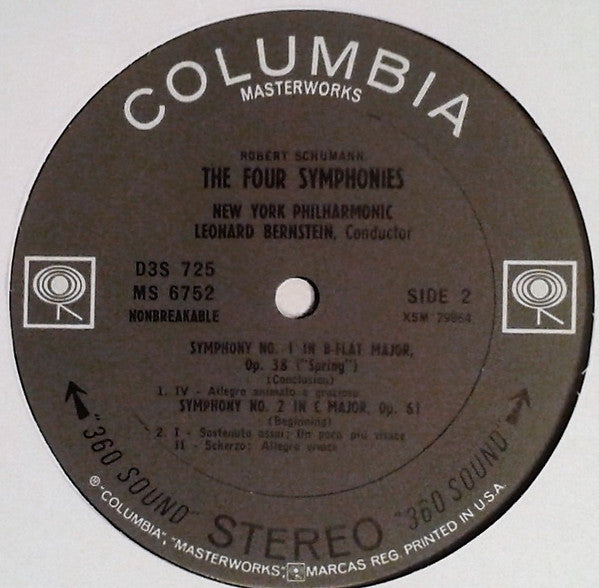 COLUMBIA
MASTERWORKS
ROBERT SCHUMANN
THE FOUR SYMPHONIES
NEW YORK PHILHARMONIC
LEONARD BERNSTEIN, Conductor
D3S 725
MS 6752
NONBREAKABLE
SIDE 2
XSM 79864
SYMPHONY NO. 1 IN B-FLAT MAJOR,
Op. 38 ("Spring")
(Conclusion)
1. IV - Allegro animato e grazioso
SYMPHONY NO. 2 IN C MAJOR, Op. 61
(Beginning)
2. I - Sostenuto assai; Un poco più vivace
II - Scherzo: Allegro vivace
"360 SOUND" STEREO "360 SOUND"
® "COLUMBIA", "MASTERWORKS", MARCAS REG. PRINTED IN U.S.A.